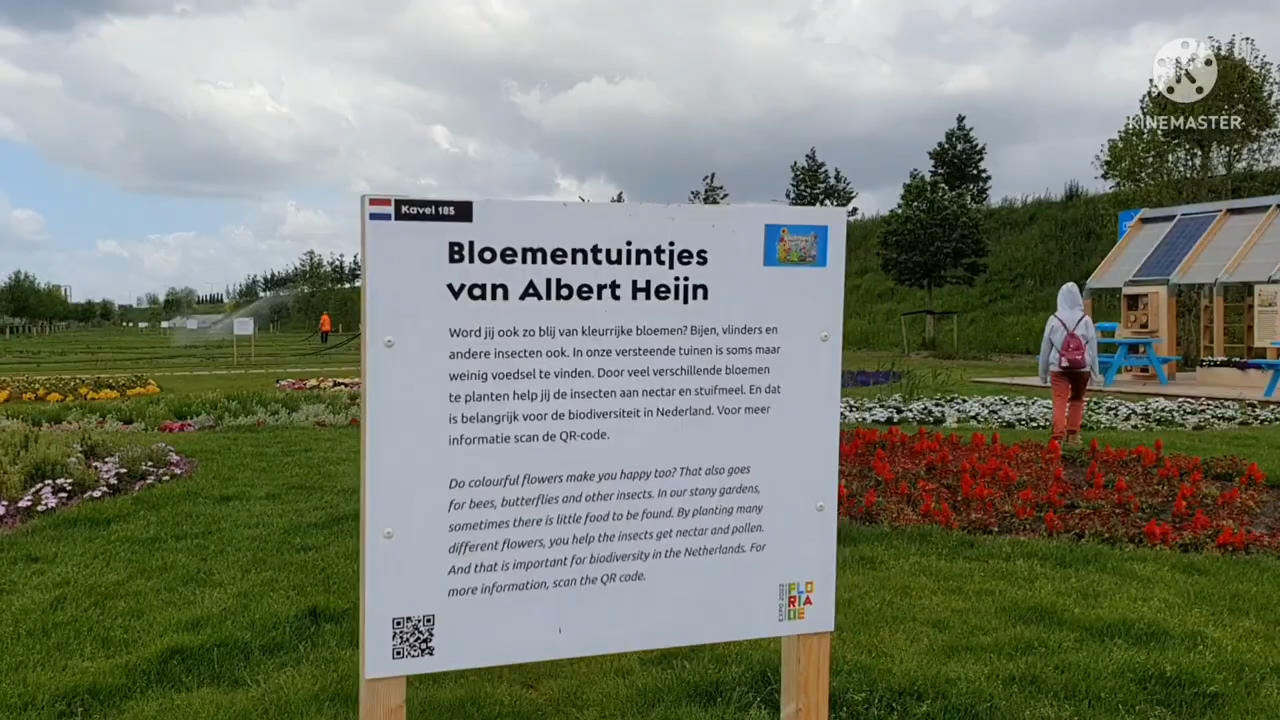 KINEMASTER
Kavel 185
Bloementuintjes
van Albert Heijn
Word jij ook zo blij van kleurrijke bloemen? Bijen, vlinders en
andere insecten ook. In onze versteende tuinen is soms maar
weinig voedsel te vinden. Door veel verschillende bloemen
te planten help jij de insecten aan nectar en stuifmeel. En dat
is belangrijk voor de biodiversiteit in Nederland. Voor meer
informatie scan de QR-code.
Do colourful flowers make you happy too? That also goes
for bees, butterflies and other insects. In our stony gardens,
sometimes there is little food to be found. By planting many
different flowers, you help the insects get nectar and pollen.
And that is important for biodiversity in the Netherlands. For
more information, scan the QR code.
EXPO 2022
FLO
RIA
DE